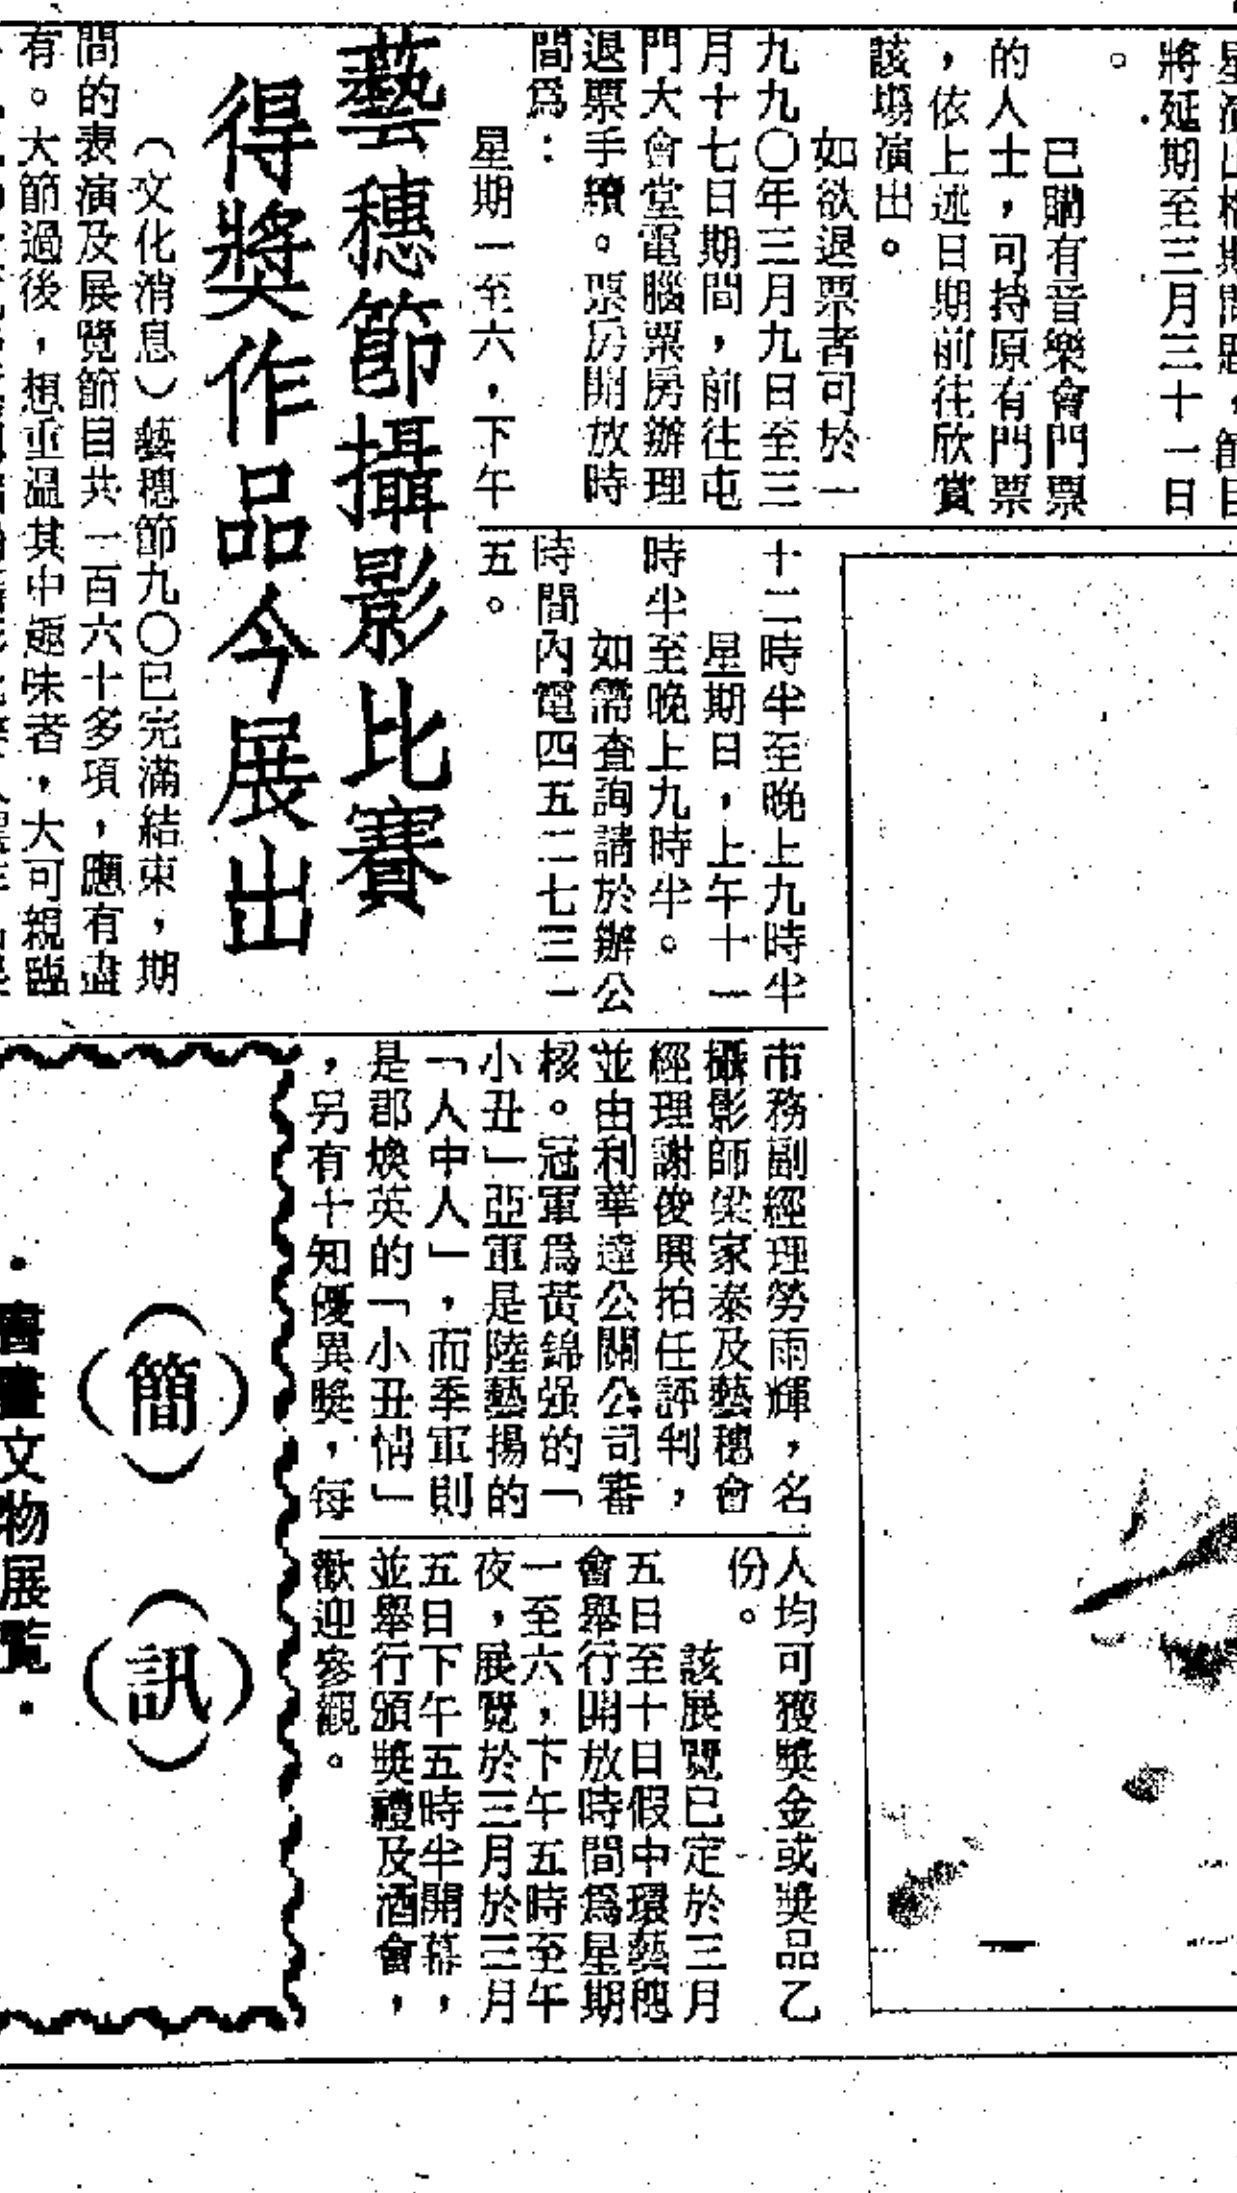 將延期至三月三十一日
。
已購有音樂會門票
的人士，可持原有門票
，依上述日期前往欣賞
該場演出。
如欲退票者可於一
九九〇年三月九日至三
月十七日期間，前往屯
門大會堂電腦票房辦理
退票手續。票房開放時
間爲：
星期一至六，下午
十二時半至晚上九時半
星期日，上午十一
時半至晚上九時半。
如需查詢請於辦公
時間內電四五二七三一
五。
藝穗節攝影比賽
得獎作品今展出
（文化消息）藝穗節九〇已完滿結束，期
間的表演及展覽節目共一百六十多項，應有盡
有。大節過後，想重溫其中趣味者，大可親臨
市務副經理勞雨輝，名
攝影師梁家泰及藝穗會
經理謝俊興拍任評判，
並由利華達公關公司審
核。冠軍爲黃錦强的「
小丑」亞軍是陸藝揚的
「人中人」，而季軍則
是郡煥英的「小丑情」
，另有十知優異獎，每
人均可獲獎金或獎品乙
份。
該展覽已定於三月
五日至十日假中環藝穗
會舉行開放時間爲星期
一至六，下午五時至午
夜，展覽於三月於三月
五日下午五時半開幕，
並舉行頒獎禮及酒會，
歡迎參觀。
（簡）（訊）
·書畫文物展覽·